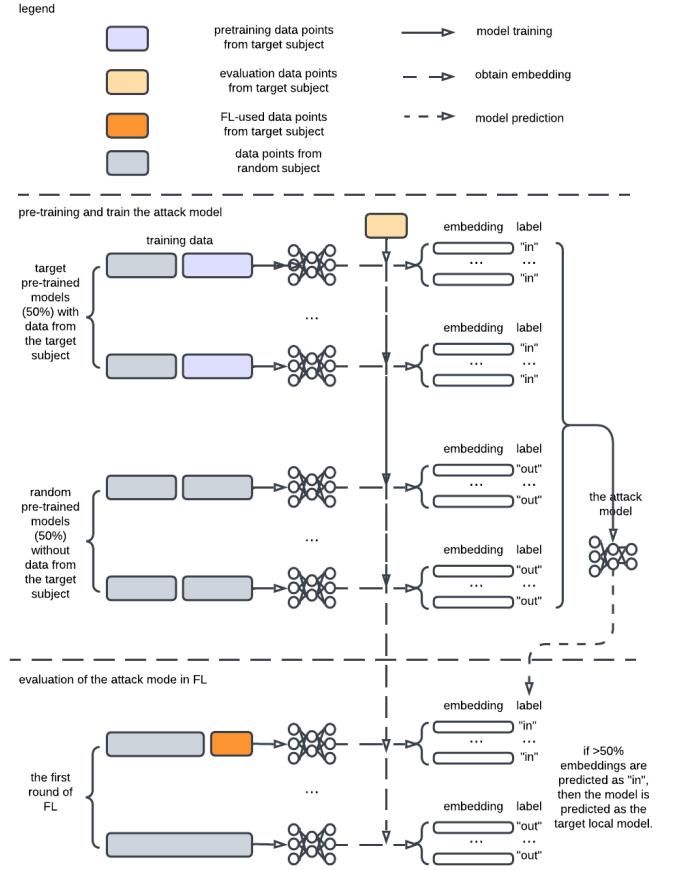 legend
pretraining data points
from target subject
model training
evaluation data points
from target subject
obtain embedding
FL-used data points
from target subject
model prediction
data points from
random subject
pre-training and train the attack model
training data
embedding label
"in"
... ...
"in"
target
pre-trained
models
(50%) with
data from
the target
subject
...
embedding label
"in"
... ...
"in"
embedding label
"out"
... ...
"out"
random
pre-trained
models
(50%)
without
data from
the target
subject
the attack
model
...
embedding label
"out"
... ...
"out"
evaluation of the attack mode in FL
embedding label
"in"
... ...
"in"
the first
round of
FL
...
if >50%
embeddings are
predicted as "in",
then the model is
predicted as the
target local model.
embedding label
"out"
... ...
"out"